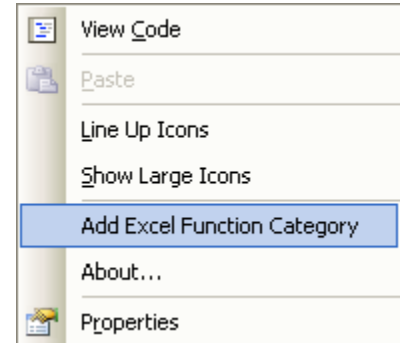 View Code
Paste
Line Up Icons
Show Large Icons
Add Excel Function Category
About...
Properties